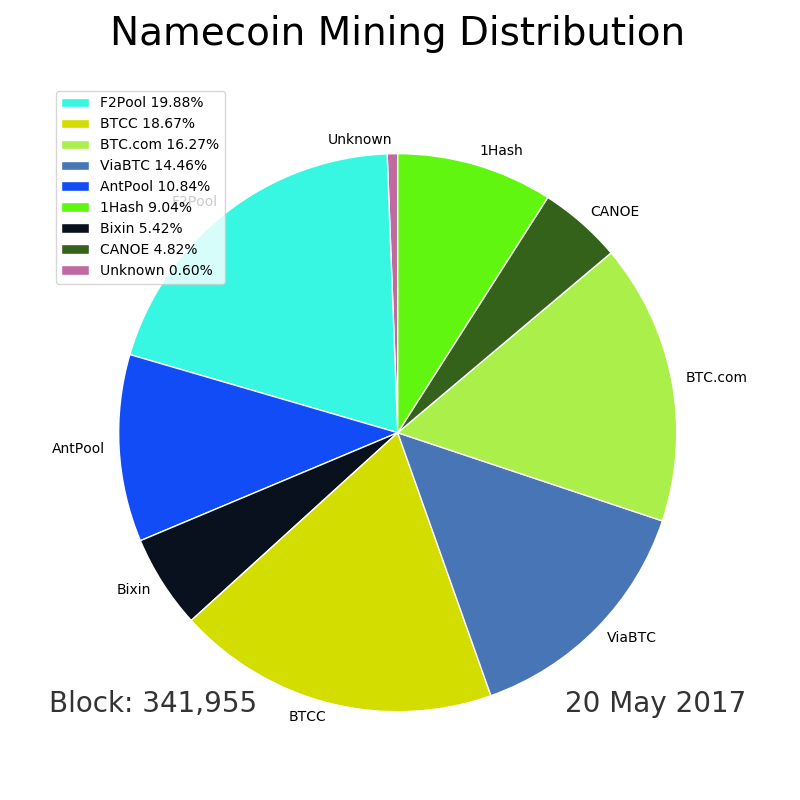 Namecoin Mining Distribution
F2Pool 19.88%
BTCC 18.67%
BTC.com 16.27%
ViaBTC 14.46%
AntPool 10.84%
1Hash 9.04%
Bixin 5.42%
CANOE 4.82%
Unknown 0.60%
Unknown
1Hash
F2Pool
CANOE
BTC.com
AntPool
Bixin
ViaBTC
BTCC
Block: 341,955
20 May 2017